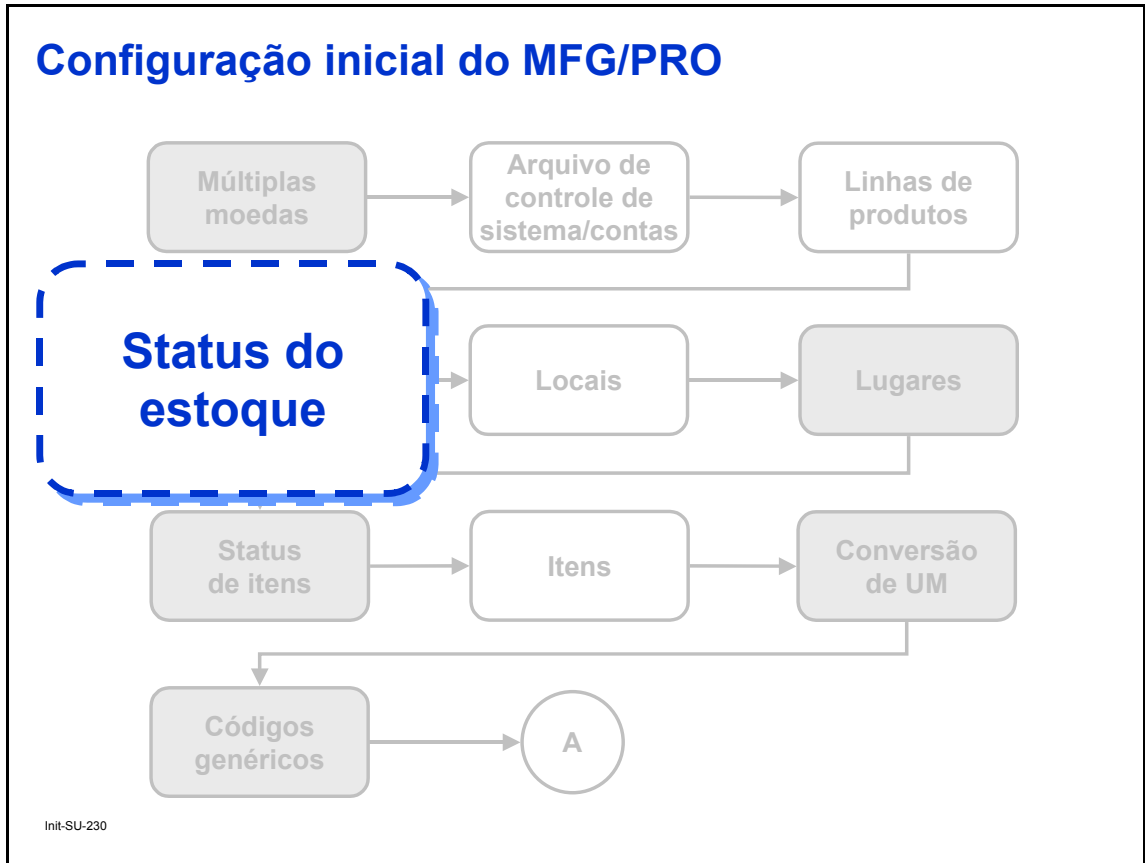 Configuração inicial do MFG/PRO
Múltiplas
moedas
Arquivo de
controle de
sistema/contas
Linhas de
produtos
Status do
estoque
Locais
Lugares
Status
de itens
Itens
Conversão
de UM
Códigos
genéricos
A
Init-SU-230